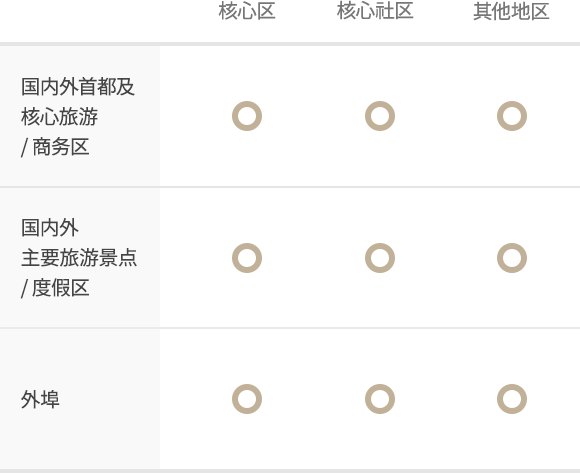 核心区 核心社区 其他地区
国内外首都及
核心旅游
/ 商务区
国内外
主要旅游景点
/ 度假区
外埠